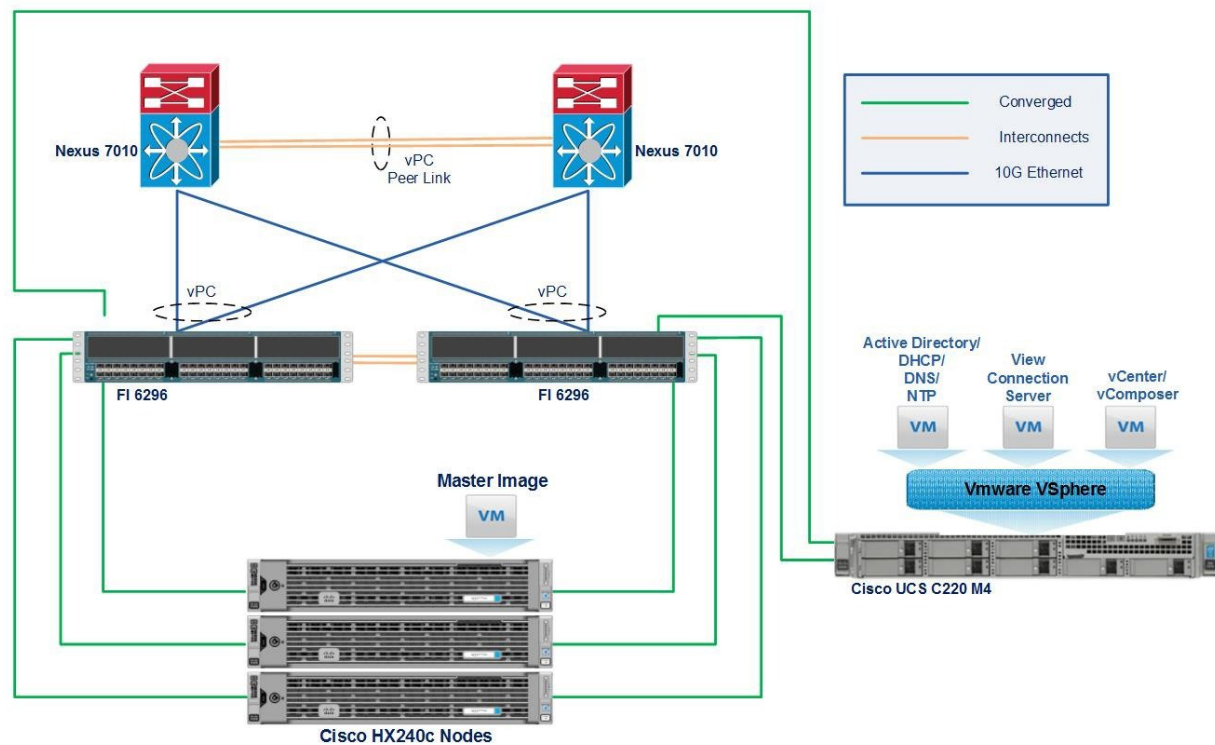 Converged
Interconnects
10G Ethernet
Nexus 7010
Nexus 7010
vPC
Peer Link
vPC
vPC
FI 6296
FI 6296
Active Directory/
DHCP/
DNS/
NTP
View
Connection
Server
vCenter/
vComposer
VM
VM
VM
Vmware VSphere
Cisco UCS C220 M4
Master Image
VM
Cisco HX240c Nodes